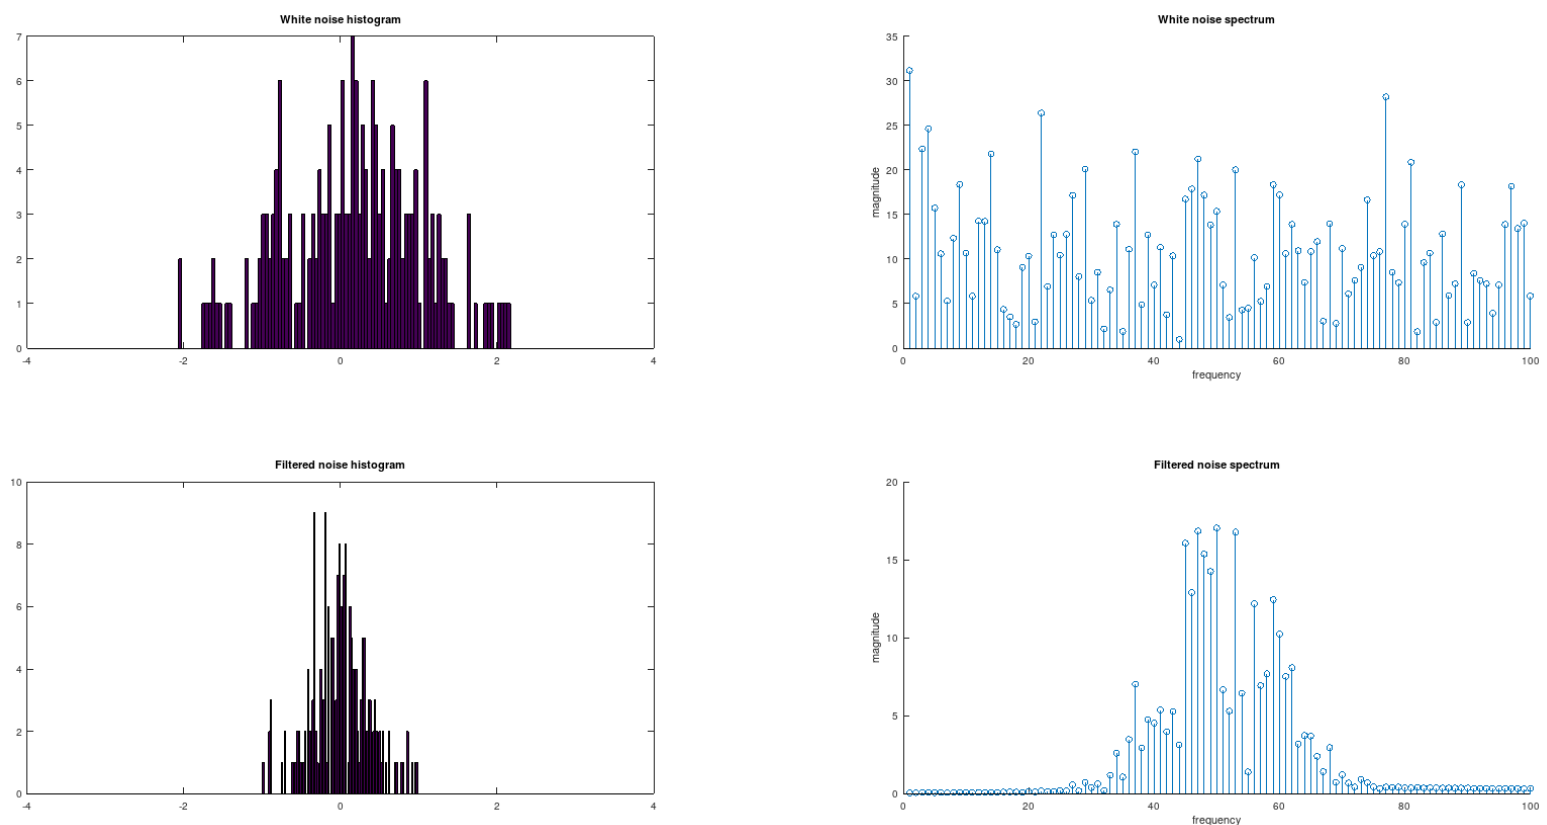 White noise histogram
7
6
5
4
3
2
1
0
-4 -2 0 2 4
White noise spectrum
35
30
25
20
15
10
5
0
magnitude
0 20 40 60 80 100
frequency
Filtered noise histogram
10
8
6
4
2
0
-4 -2 0 2 4
Filtered noise spectrum
20
15
10
5
0
magnitude
0 20 40 60 80 100
frequency